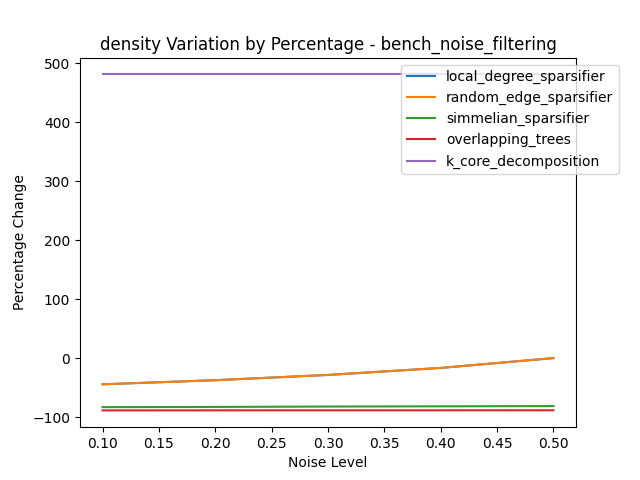 density Variation by Percentage - bench_noise_filtering
500
400
300
200
100
0
−100
Percentage Change
local_degree_sparsifier
random_edge_sparsifier
simmelian_sparsifier
overlapping_trees
k_core_decomposition
0.10 0.15 0.20 0.25 0.30 0.35 0.40 0.45 0.50
Noise Level